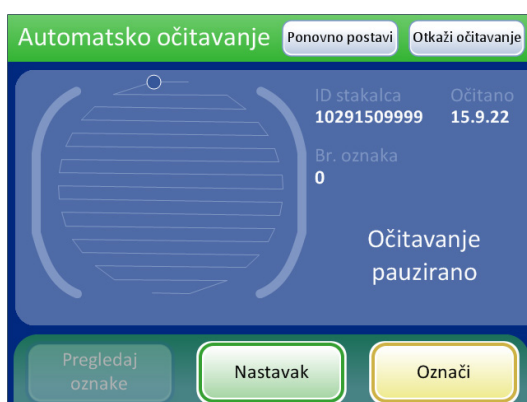 Automatsko očitavanje
Ponovno postavi
Otkaži očitavanje
ID stakalca
Očitano
10291509999
15.9.22
Br. oznaka
0
Očitavanje
pauzirano
Pregledaj
oznake
Nastavak
Označi